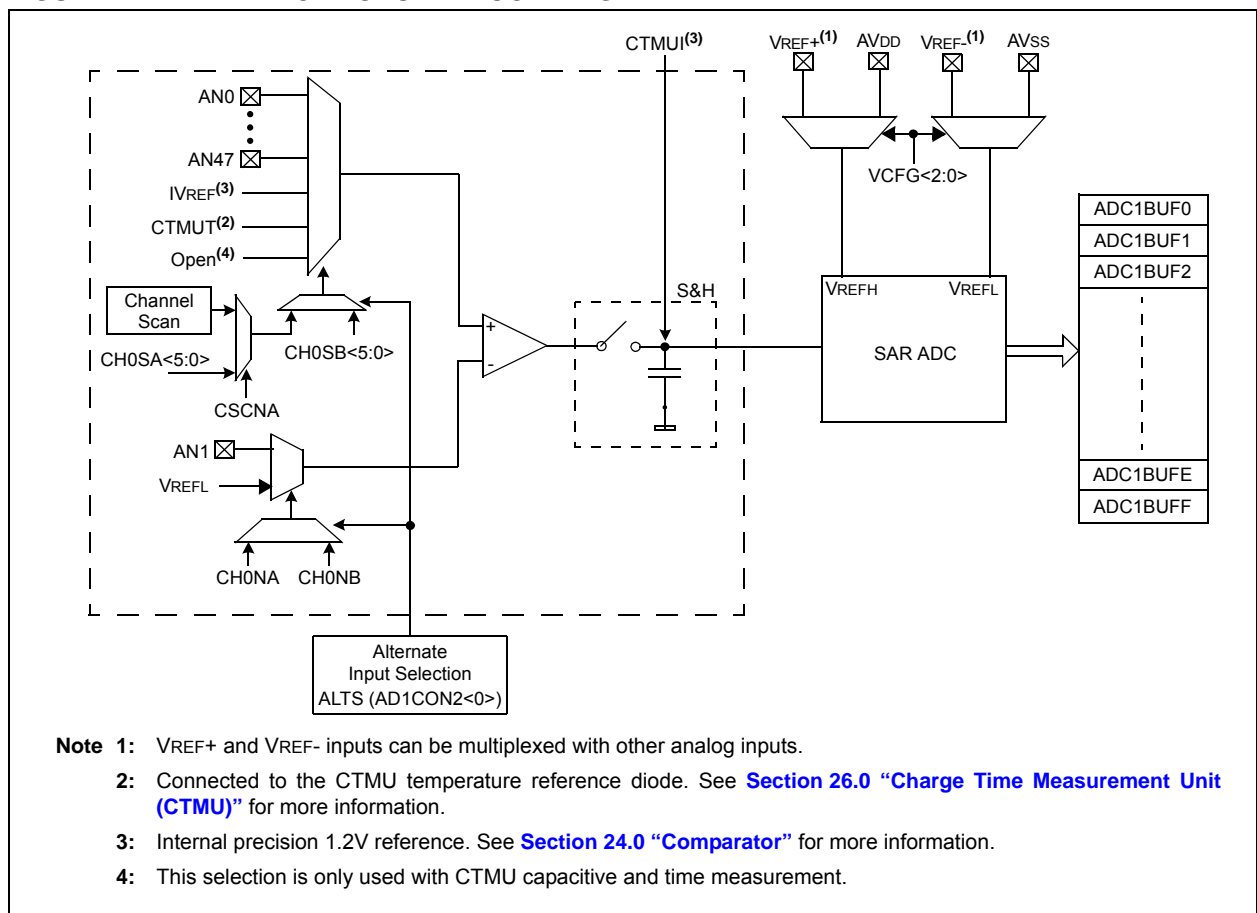 CTMUI(3)
VREF+(1) AVDD VREF-(1) AVSS
AN0
AN47
IVREF(3)
CTMUT(2)
Open(4)
VCFG<2:0>
ADC1BUF0
ADC1BUF1
ADC1BUF2
S&H
VREFH VREFL
Channel
Scan
CH0SA<5:0>
CH0SB<5:0>
+
-
SAR ADC
CSCNA
AN1
VREFL
ADC1BUFE
ADC1BUFF
CH0NA CH0NB
Alternate
Input Selection
ALTS (AD1CON2<0>)
Note 1: VREF+ and VREF- inputs can be multiplexed with other analog inputs.
2: Connected to the CTMU temperature reference diode. See Section 26.0 “Charge Time Measurement Unit
(CTMU)” for more information.
3: Internal precision 1.2V reference. See Section 24.0 “Comparator” for more information.
4: This selection is only used with CTMU capacitive and time measurement.